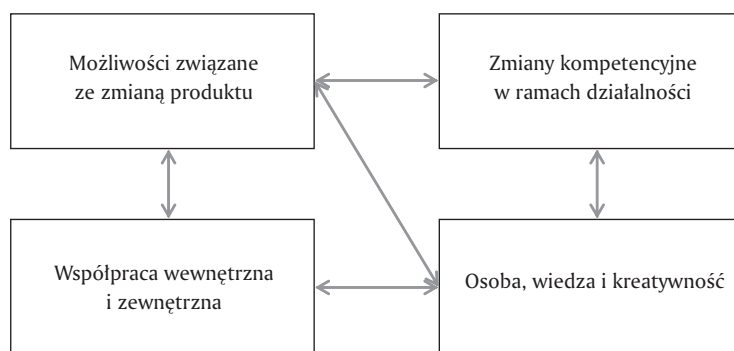 Możliwości związane
ze zmianą produktu
Zmiany kompetencyjne
w ramach działalności
Współpraca wewnętrzna
i zewnętrzna
Osoba, wiedza i kreatywność